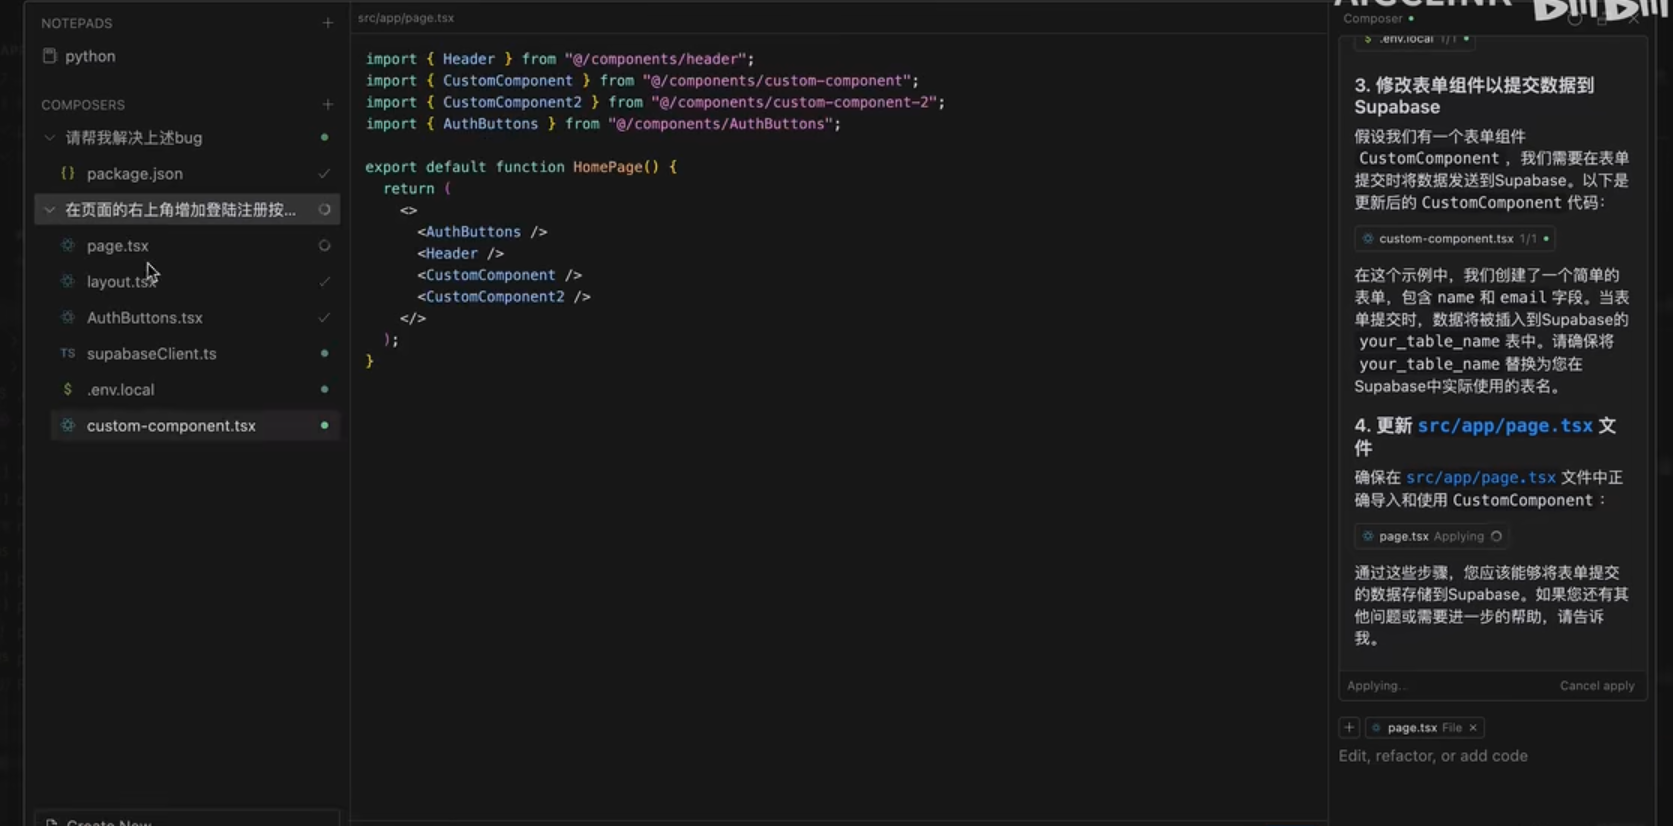 NOTEPADS +
python
COMPOSERS +
请帮我解决上述bug
{} package.json
在页面的右上角增加登陆注册按...
page.tsx
layout.tsx
AuthButtons.tsx
TS supabaseClient.ts
$ .env.local
custom-component.tsx
Create New
src/app/page.tsx
import { Header } from "@/components/header";
import { CustomComponent } from "@/components/custom-component";
import { CustomComponent2 } from "@/components/custom-component-2";
import { AuthButtons } from "@/components/AuthButtons";
export default function HomePage() {
return (
<>
<AuthButtons />
<Header />
<CustomComponent />
<CustomComponent2 />
</>
);
}
Composer
$ .env.local 1/1
3. 修改表单组件以提交数据到
Supabase
假设我们有一个表单组件
CustomComponent ，我们需要在表单
提交时将数据发送到Supabase。以下是
更新后的 CustomComponent 代码：
custom-component.tsx 1/1
在这个示例中，我们创建了一个简单的
表单，包含 name 和 email 字段。当表
单提交时，数据将被插入到Supabase的
your_table_name 表中。请确保将
your_table_name 替换为您在
Supabase中实际使用的表名。
4. 更新 src/app/page.tsx 文
件
确保在 src/app/page.tsx 文件中正
确导入和使用 CustomComponent ：
page.tsx Applying
通过这些步骤，您应该能够将表单提交
的数据存储到Supabase。如果您还有其
他问题或需要进一步的帮助，请告诉
我。
Applying.. Cancel apply
+ page.tsx File ×
Edit, refactor, or add code